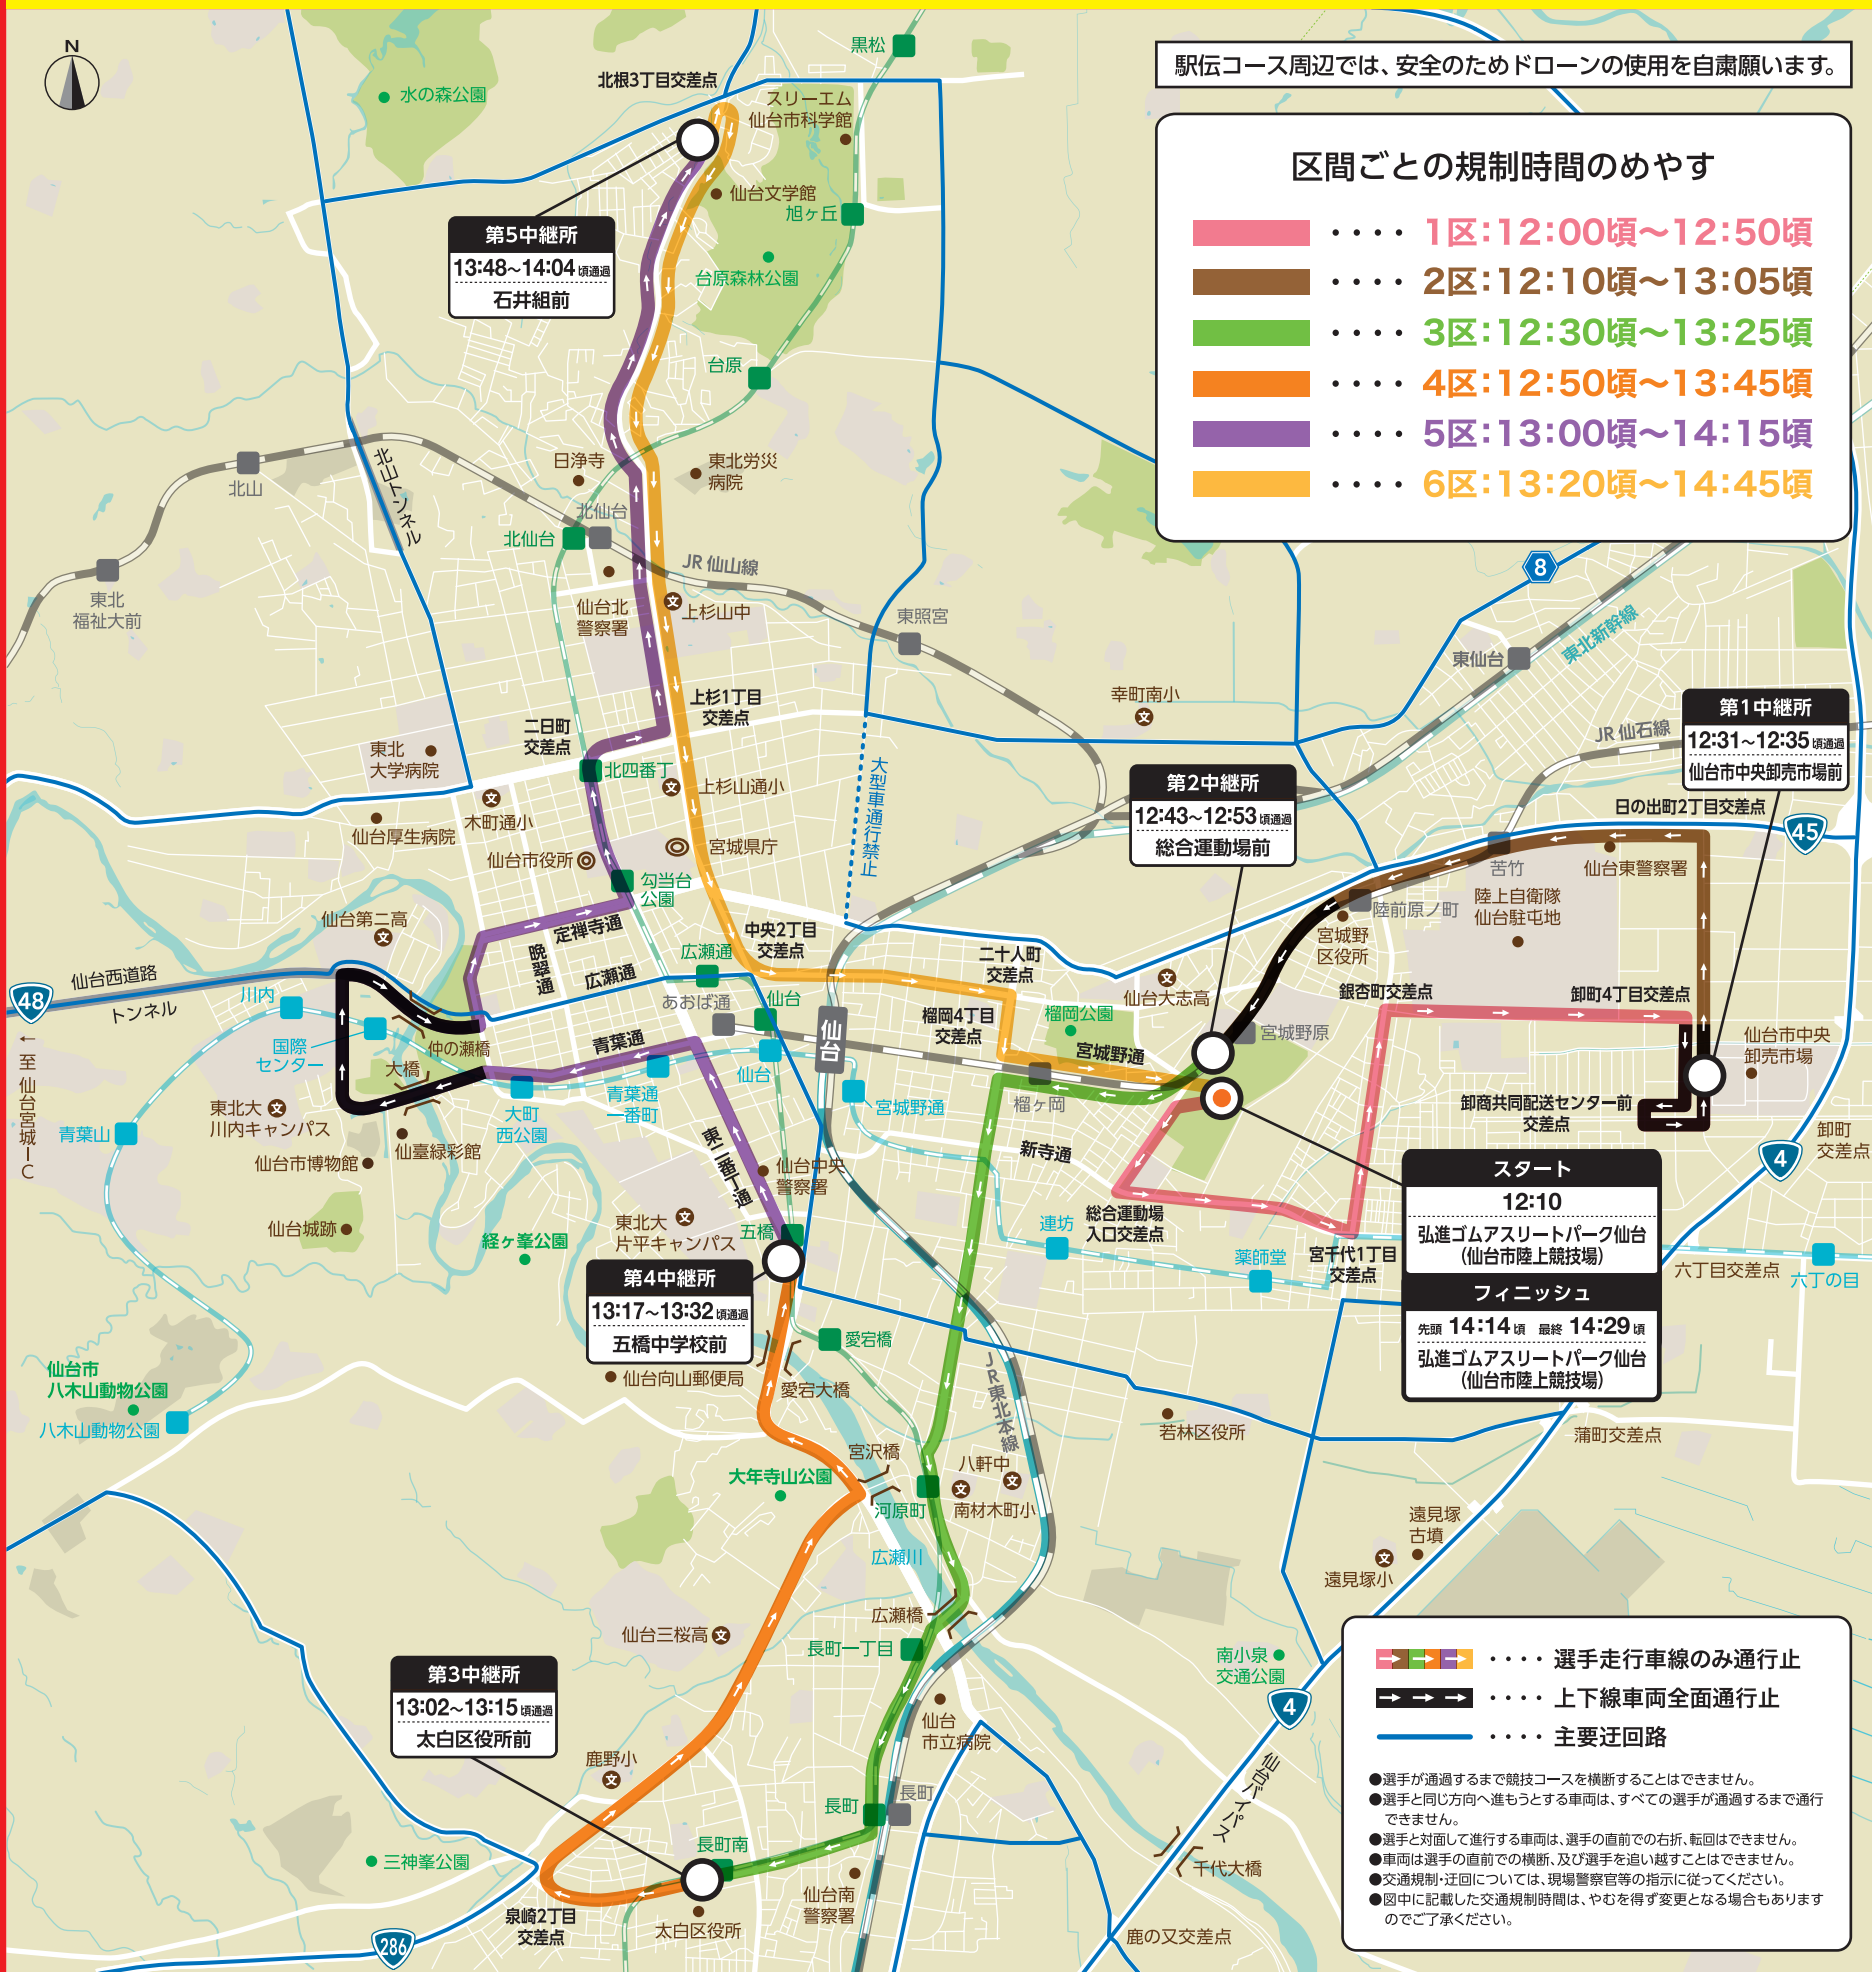 N
駅伝コース周辺では、安全のためドローンの使用を自粛願います。
区間ごとの規制時間のめやす
‥‥ 1区：12：00頃〜12：50頃
‥‥ 2区：12：10頃〜13：05頃
‥‥ 3区：12：30頃〜13：25頃
‥‥ 4区：12：50頃〜13：45頃
‥‥ 5区：13：00頃〜14：15頃
‥‥ 6区：13：20頃〜14：45頃
黒松
北根3丁目交差点
水の森公園
スリーエム
仙台市科学館
仙台文学館
旭ヶ丘
第5中継所
13:48〜14:04 頃通過
石井組前
台原森林公園
台原
北山
北山トンネル
日浄寺
東北労災
病院
北仙台
北仙台
JR 仙山線
東北
福祉大前
仙台北
警察署
上杉山中
東照宮
8
東仙台
東北新幹線
幸町南小
上杉1丁目
交差点
二日町
交差点
JR 仙石線
第1中継所
12:31〜12:35 頃通過
仙台市中央卸売市場前
東北
大学病院
北四番丁
上杉山通小
大型車通行禁止
第2中継所
12:43〜12:53 頃通過
総合運動場前
日の出町2丁目交差点
45
木町通小
仙台厚生病院
仙台市役所
宮城県庁
苦竹
仙台東警察署
勾当台
公園
陸前原ノ町
陸上自衛隊
仙台駐屯地
仙台第二高
定禅寺通
中央2丁目
交差点
宮城野
区役所
晩翠通
広瀬通
広瀬通
二十人町
交差点
仙台西道路
トンネル
48
川内
あおば通
仙台
仙台
榴岡4丁目
交差点
榴岡公園
仙台大志高
銀杏町交差点
卸町4丁目交差点
宮城野原
仙台市中央
卸売市場
国際
センター
仲の瀬橋
大橋
青葉通
仙台
宮城野通
← 至 仙台宮城IC
大町
西公園
青葉通
一番町
宮城野通
榴ヶ岡
卸商共同配送センター前
交差点
東北大
川内キャンパス
青葉山
仙臺緑彩館
仙台市博物館
新寺通
卸町
交差点
4
東二番丁通
仙台中央
警察署
スタート
12:10
弘進ゴムアスリートパーク仙台
(仙台市陸上競技場)
フィニッシュ
先頭 14:14 頃 最終 14:29 頃
弘進ゴムアスリートパーク仙台
(仙台市陸上競技場)
仙台城跡
東北大
片平キャンパス
五橋
経ヶ峯公園
連坊
総合運動場
入口交差点
薬師堂
宮千代1丁目
交差点
六丁目交差点
六丁の目
第4中継所
13:17〜13:32 頃通過
五橋中学校前
愛宕橋
仙台向山郵便局
愛宕大橋
JR東北本線
仙台市
八木山動物公園
八木山動物公園
若林区役所
蒲町交差点
宮沢橋
大年寺山公園
八軒中
河原町
南材木町小
遠見塚
古墳
遠見塚小
広瀬川
仙台三桜高
広瀬橋
長町一丁目
南小泉
交通公園
4
第3中継所
13:02〜13:15 頃通過
太白区役所前
仙台
市立病院
仙台バイパス
鹿野小
長町
長町
長町南
三神峯公園
千代大橋
泉崎2丁目
交差点
太白区役所
仙台南
警察署
鹿の又交差点
286
‥‥ 選手走行車線のみ通行止
‥‥ 上下線車両全面通行止
‥‥ 主要迂回路
●選手が通過するまで競技コースを横断することはできません。
●選手と同じ方向へ進もうとする車両は、すべての選手が通過するまで通行
できません。
●選手と対面して進行する車両は、選手の直前での右折、転回はできません。
●車両は選手の直前での横断、及び選手を追い越すことはできません。
●交通規制・迂回については、現場警察官等の指示に従ってください。
●図中に記載した交通規制時間は、やむを得ず変更となる場合もあります
のでご了承ください。